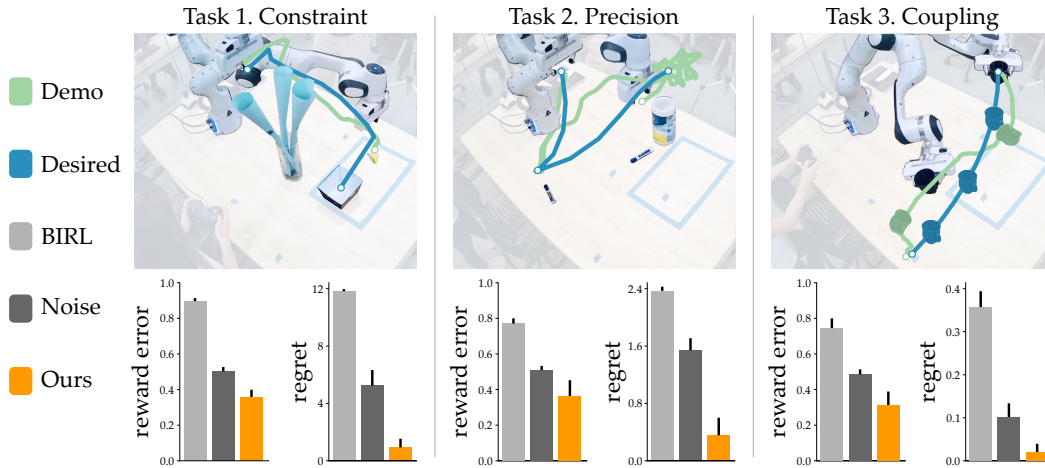 Task 1. Constraint
Task 2. Precision
Task 3. Coupling
Demo
Desired
BIRL
Noise
Ours
reward error
1.0
0.8
0.6
0.4
0.2
0.0
regret
12
8
4
0
reward error
1.0
0.8
0.6
0.4
0.2
0.0
regret
2.4
1.6
0.8
0.0
reward error
1.0
0.8
0.6
0.4
0.2
0.0
regret
0.4
0.3
0.2
0.1
0.0